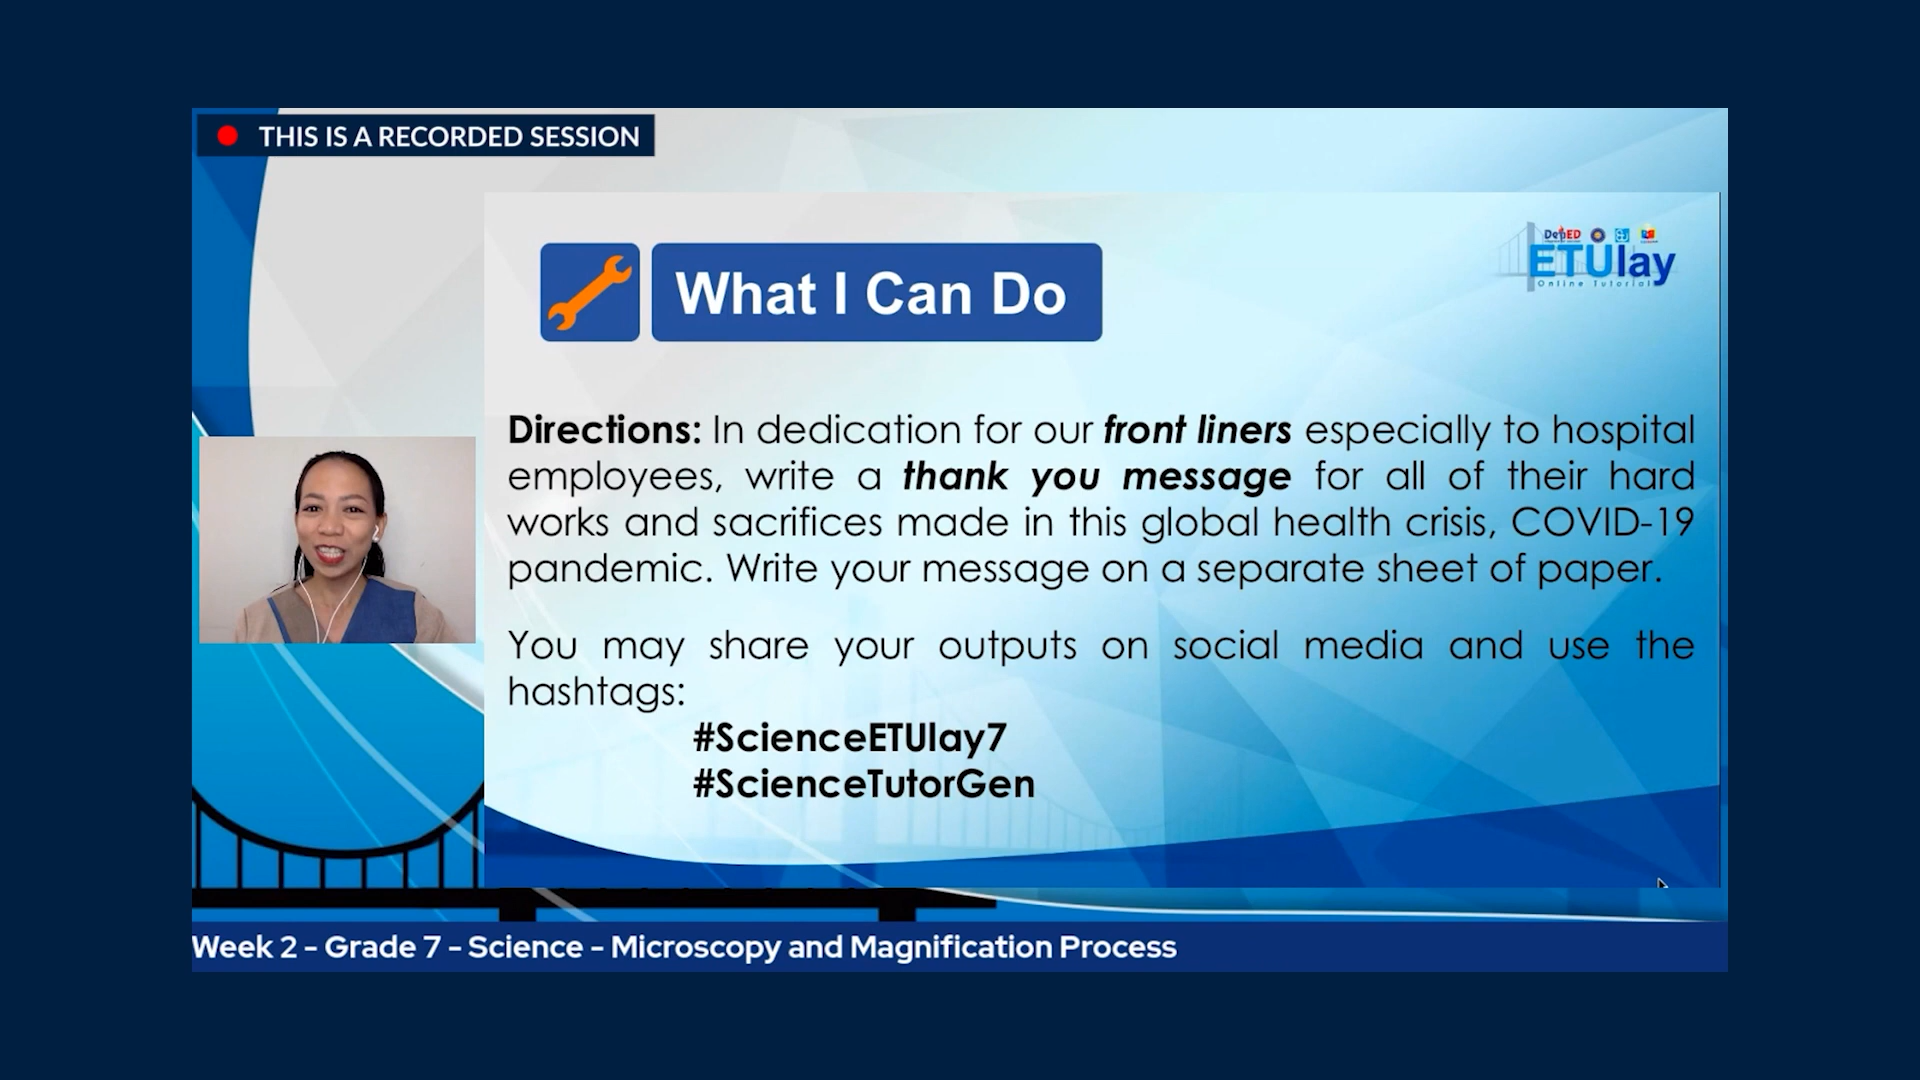 THIS IS A RECORDED SESSION
What I Can Do
DepED
ETUlay
Online Tutorial
Directions: In dedication for our front liners especially to hospital
employees, write a thank you message for all of their hard
works and sacrifices made in this global health crisis, COVID-19
pandemic. Write your message on a separate sheet of paper.
You may share your outputs on social media and use the
hashtags:
#ScienceETUlay7
#ScienceTutorGen
Week 2 - Grade 7 - Science - Microscopy and Magnification Process